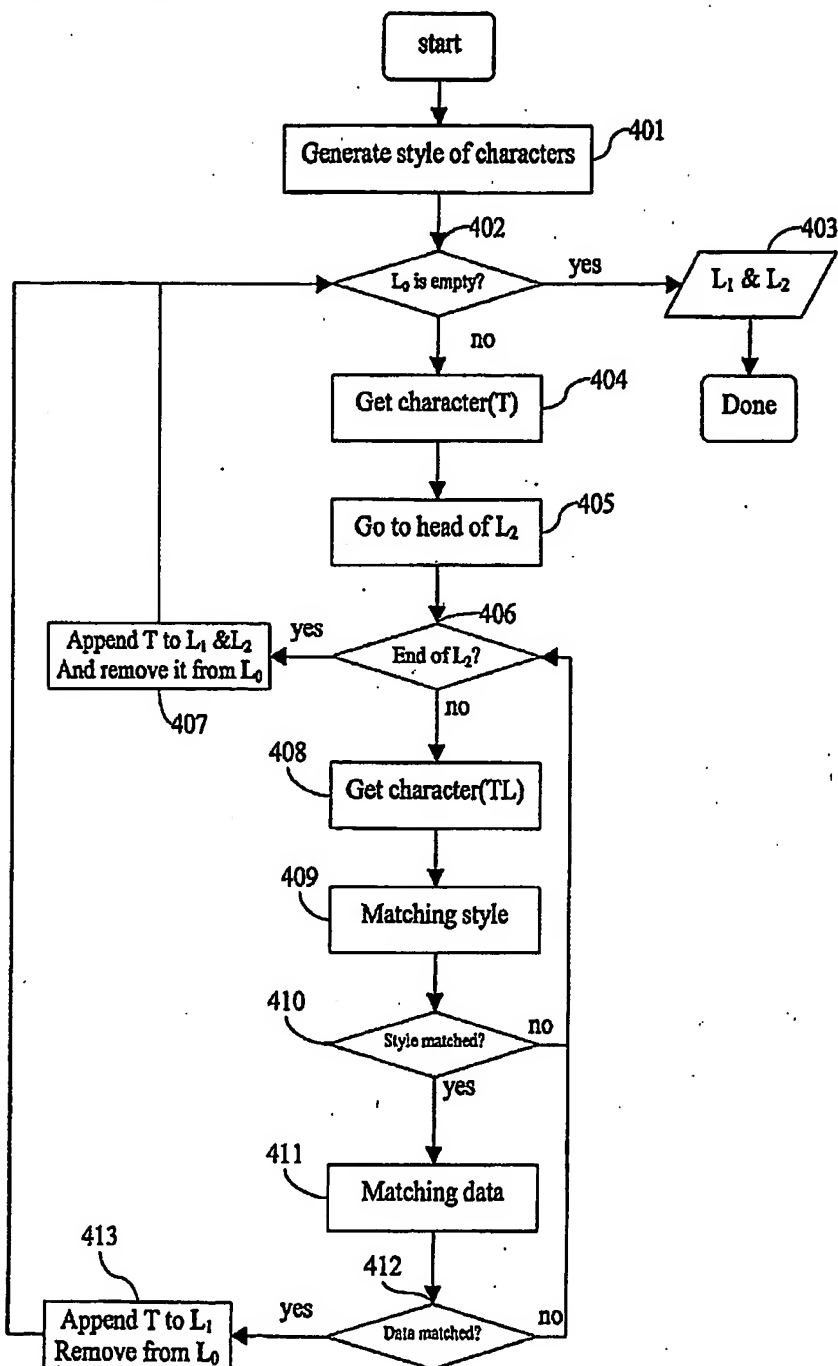 start
Generate style of characters
401
402
L₀ is empty?
yes
403
L₁ & L₂
no
Get character(T)
404
Done
Go to head of L₂
405
406
End of L₂?
yes
Append T to L₁ &L₂
And remove it from L₀
407
no
408
Get character(TL)
409
Matching style
410
Style matched?
no
yes
411
Matching data
412
413
Data matched?
no
yes
Append T to L₁
Remove from L₀